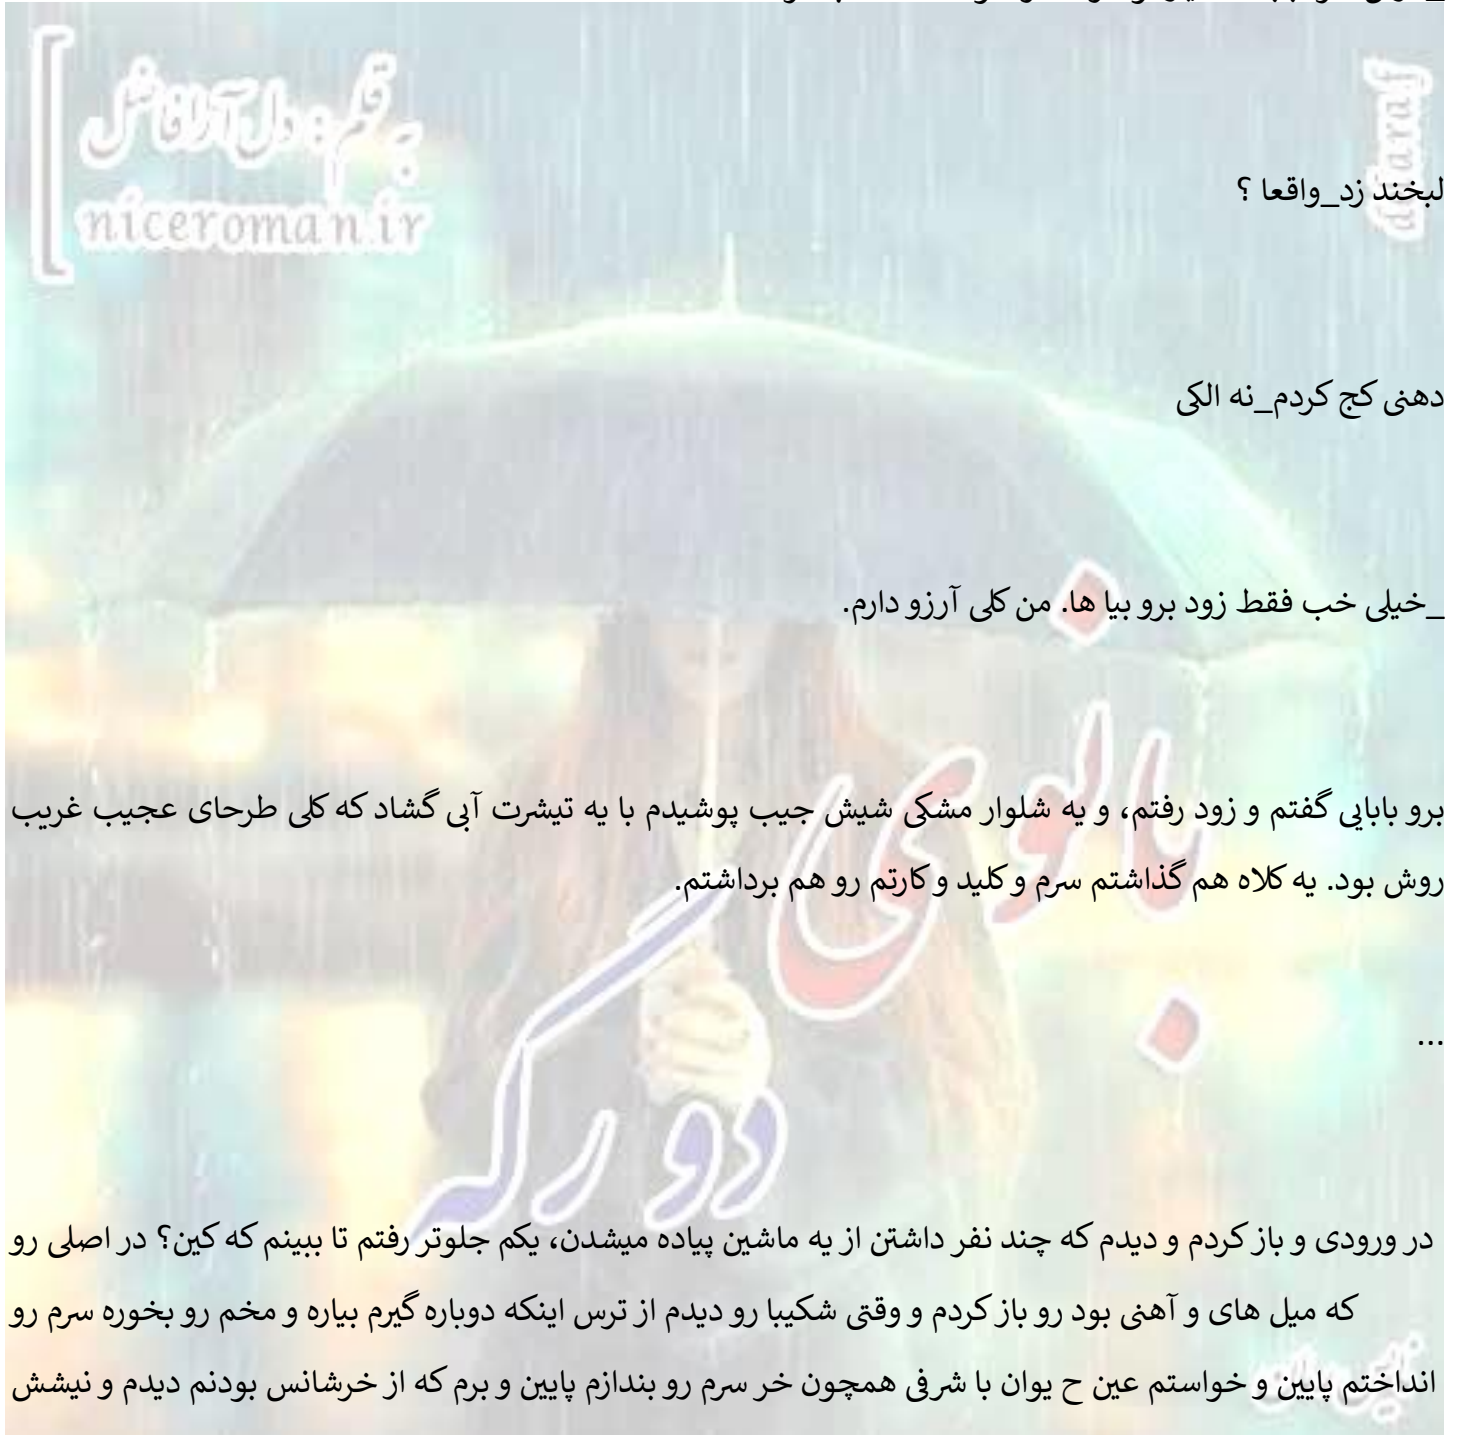 به قلم: دل آرا فاضل
niceroman.ir
لبخند زد_واقعا ؟
دهنی کج کردم_نه الکی
_خیلی خب فقط زود برو بیا ها. من کلی آرزو دارم.
برو بابایی گفتم و زود رفتم، و یه شلوار مشکی شیش جیب پوشیدم با یه تیشرت آبی گشاد که کلی طرحای عجیب غریب
روش بود. یه کلاه هم گذاشتم سرم و کلید و کارتم رو هم برداشتم.
بانوی
دو رگه
...
در ورودی و باز کردم و دیدم که چند نفر داشتن از یه ماشین پیاده میشدن، یکم جلوتر رفتم تا ببینم که کین؟ در اصلی رو
که میل های و آهنی بود رو باز کردم و وقتی شکیبا رو دیدم از ترس اینکه دوباره گیرم بیاره و مخم رو بخوره سرم رو
انداختم پایین و خواستم عین ح یوان با شرفی همچون خر سرم رو بندازم پایین و برم که از خرشانس بودنم دیدم و نیشش